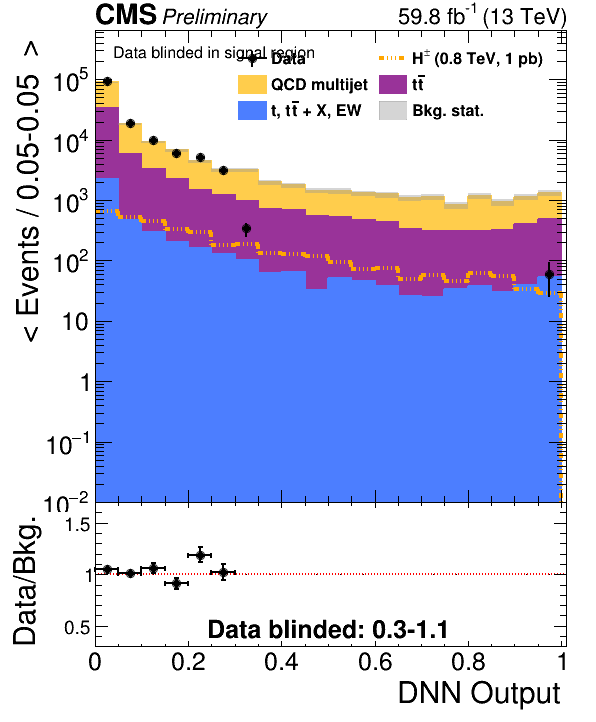 CMS Preliminary 59.8 fb⁻¹ (13 TeV)
Data blinded in signal region
Data
H± (0.8 TeV, 1 pb)
QCD multijet
tt̄
t, tt̄ + X, EW
Bkg. stat.
< Events / 0.05-0.05 >
10⁵
10⁴
10³
10²
10
1
10⁻¹
10⁻²
Data/Bkg.
1.5
1
0.5
Data blinded: 0.3-1.1
0 0.2 0.4 0.6 0.8 1
DNN Output